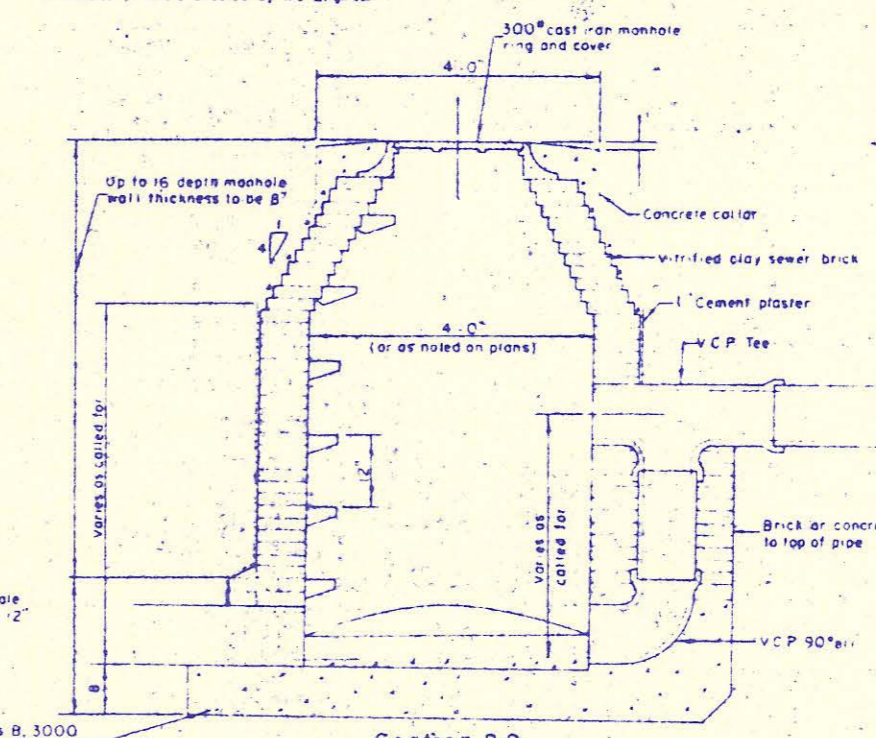 300# cast iron manhole
ring and cover
4'-0"
Up to 16' depth manhole
wall thickness to be 8"
Concrete collar
4
1
Vitrified clay sewer brick
1" Cement plaster
4'-0"
(or as noted on plans)
V.C.P. Tee
Varies as called for
12"
Varies as
called for
Brick or concr
to top of pipe
2"
V.C.P. 90° ell
8
B, 3000
Section